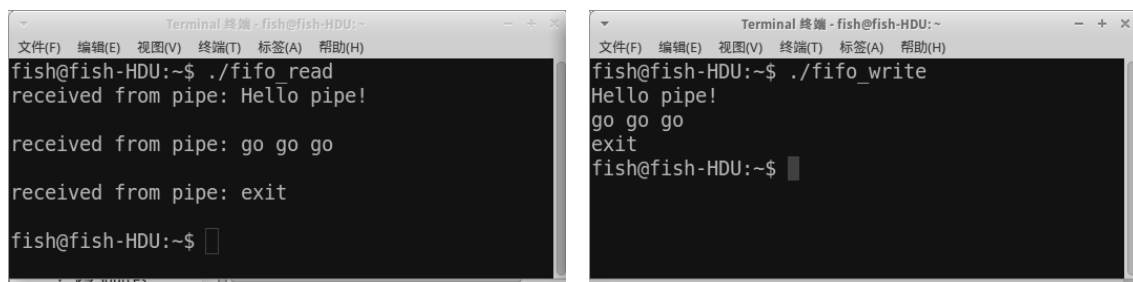 Terminal 终端 - fish@fish-HDU: ~
文件(F) 编辑(E) 视图(V) 终端(T) 标签(A) 帮助(H)
fish@fish-HDU:~$ ./fifo_read
received from pipe: Hello pipe!
received from pipe: go go go
received from pipe: exit
fish@fish-HDU:~$
Terminal 终端 - fish@fish-HDU: ~
文件(F) 编辑(E) 视图(V) 终端(T) 标签(A) 帮助(H)
fish@fish-HDU:~$ ./fifo_write
Hello pipe!
go go go
exit
fish@fish-HDU:~$